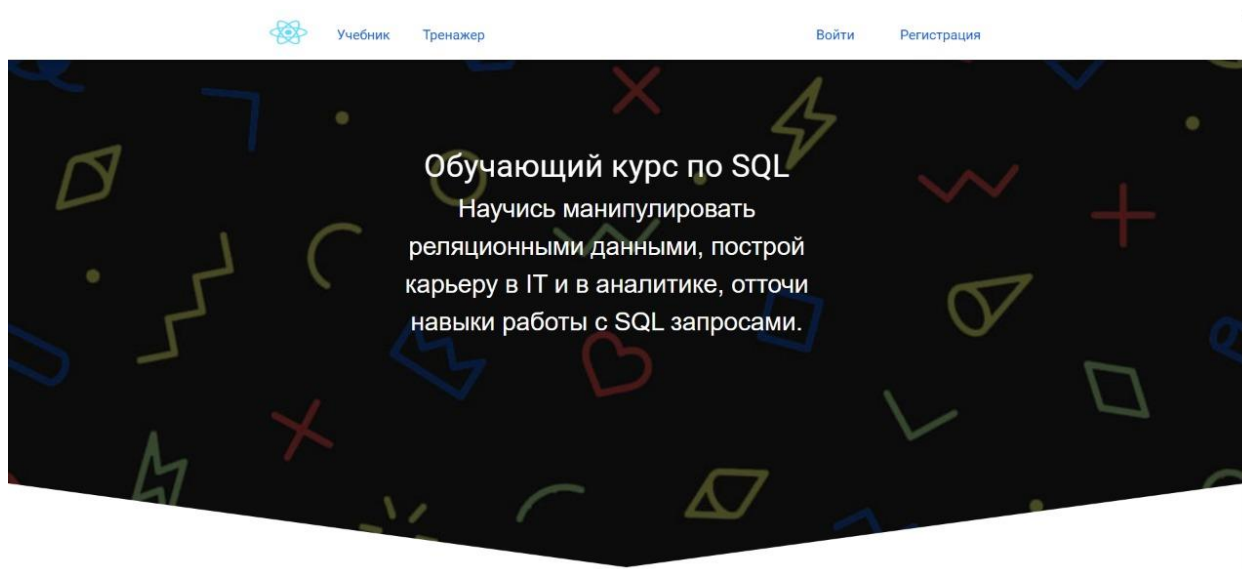 Учебник Тренажер Войти Регистрация
Обучающий курс по SQL
Научись манипулировать
реляционными данными, построй
карьеру в IT и в аналитике, отточи
навыки работы с SQL запросами.